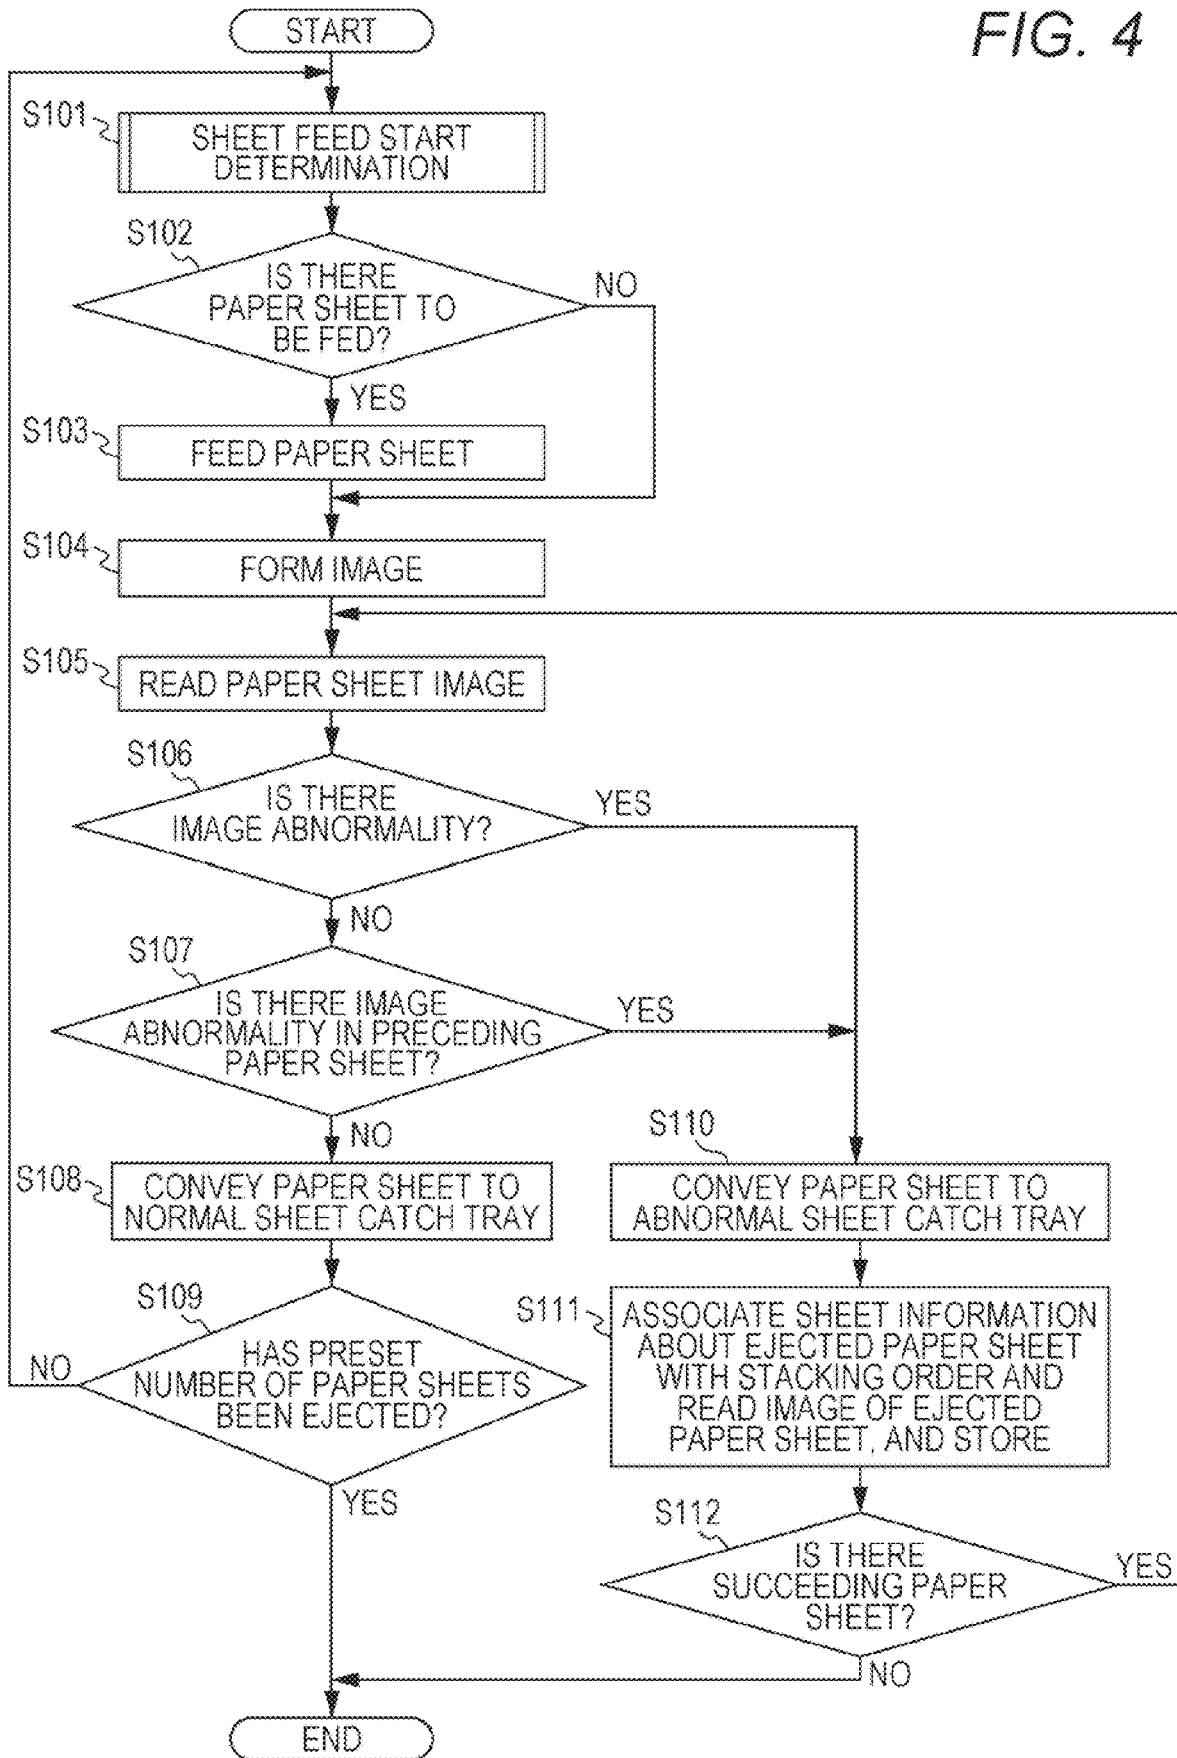 FIG. 4
START
S101
SHEET FEED START
DETERMINATION
S102
IS THERE
PAPER SHEET TO
BE FED?
NO
YES
S103
FEED PAPER SHEET
S104
FORM IMAGE
S105
READ PAPER SHEET IMAGE
S106
IS THERE
IMAGE ABNORMALITY?
YES
NO
S107
IS THERE IMAGE
ABNORMALITY IN PRECEDING
PAPER SHEET?
YES
NO
S108
CONVEY PAPER SHEET TO
NORMAL SHEET CATCH TRAY
S109
HAS PRESET
NUMBER OF PAPER SHEETS
BEEN EJECTED?
NO
YES
S110
CONVEY PAPER SHEET TO
ABNORMAL SHEET CATCH TRAY
S111
ASSOCIATE SHEET INFORMATION
ABOUT EJECTED PAPER SHEET
WITH STACKING ORDER AND
READ IMAGE OF EJECTED
PAPER SHEET, AND STORE
S112
IS THERE
SUCCEEDING PAPER
SHEET?
YES
NO
END